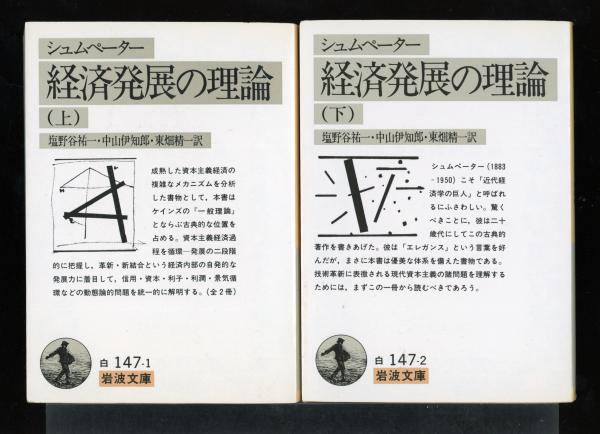 シュムペーター
経済発展の理論
(上)
塩野谷祐一・中山伊知郎・東畑精一訳
成熟した資本主義経済の
複雑なメカニズムを分析
した書物として，本書は
ケインズの『一般理論』
とならぶ古典的な位置を
占める。資本主義経済過
程を循環―発展の二段階
的に把握し，革新・新結合という経済内部の自発的な
発展力に着目して，信用・資本・利子・利潤・景気循
環などの動態論的問題を統一的に解明する。(全2冊)
白 147-1
岩波文庫
シュムペーター
経済発展の理論
(下)
塩野谷祐一・中山伊知郎・東畑精一訳
シュムペーター(1883
-1950)こそ「近代経
済学の巨人」と呼ばれ
るにふさわしい。驚く
べきことに，彼は二十
歳代にしてこの古典的
著作を書きあげた。彼は「エレガンス」という言葉を好
んだが，まさに本書は優美な体系を備えた書物である。
技術革新に表徴される現代資本主義の諸問題を理解する
ためには，まずこの一冊から読むべきであろう。
白 147-2
岩波文庫